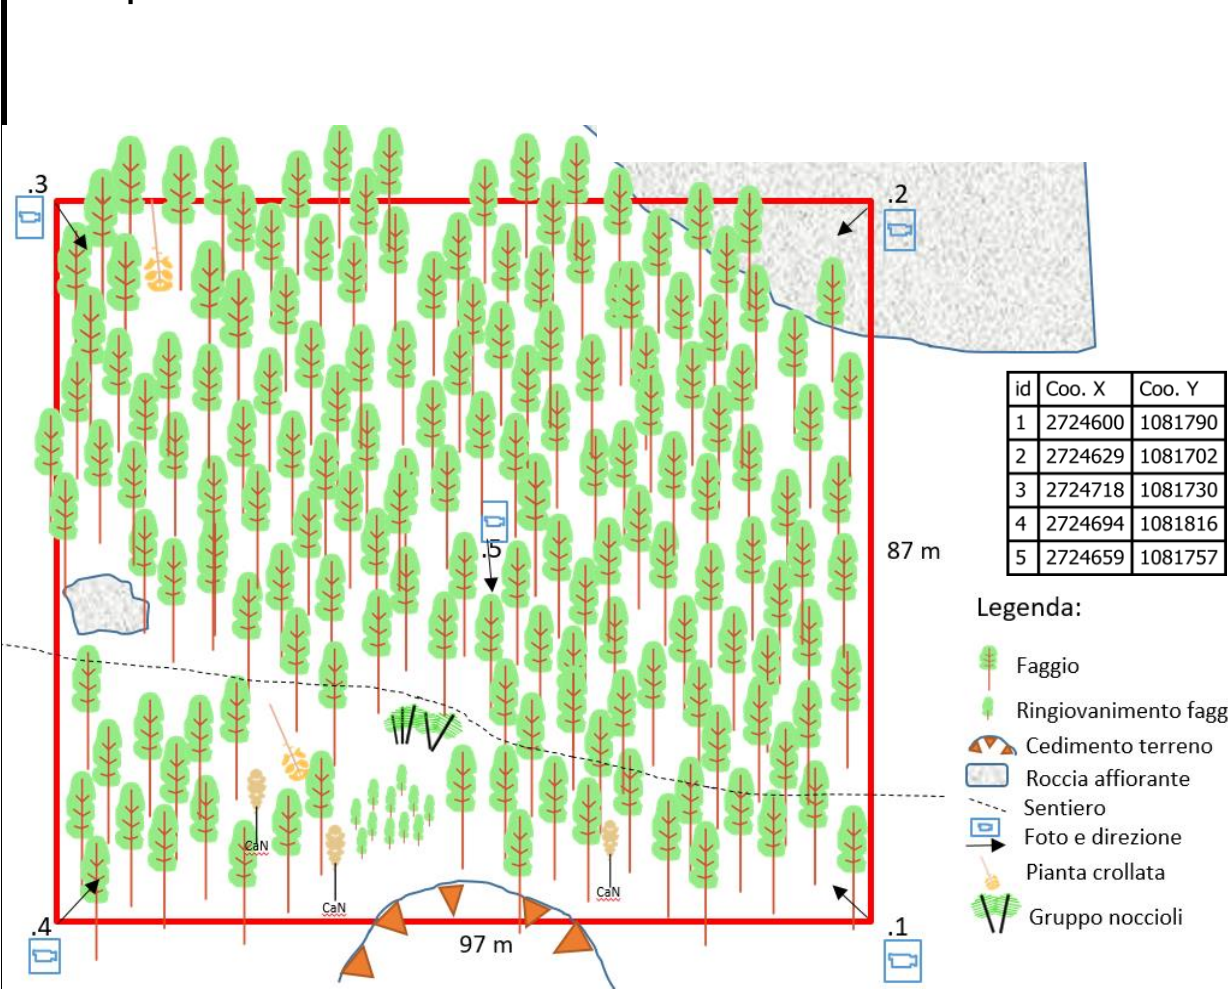 .3
.2
.5
87 m
CaN
CaN
CaN
.4
97 m
.1
id Coo. X Coo. Y
1 2724600 1081790
2 2724629 1081702
3 2724718 1081730
4 2724694 1081816
5 2724659 1081757
Legenda:
Faggio
Ringiovanimento fagg
Cedimento terreno
Roccia affiorante
Sentiero
Foto e direzione
Pianta crollata
Gruppo noccioli